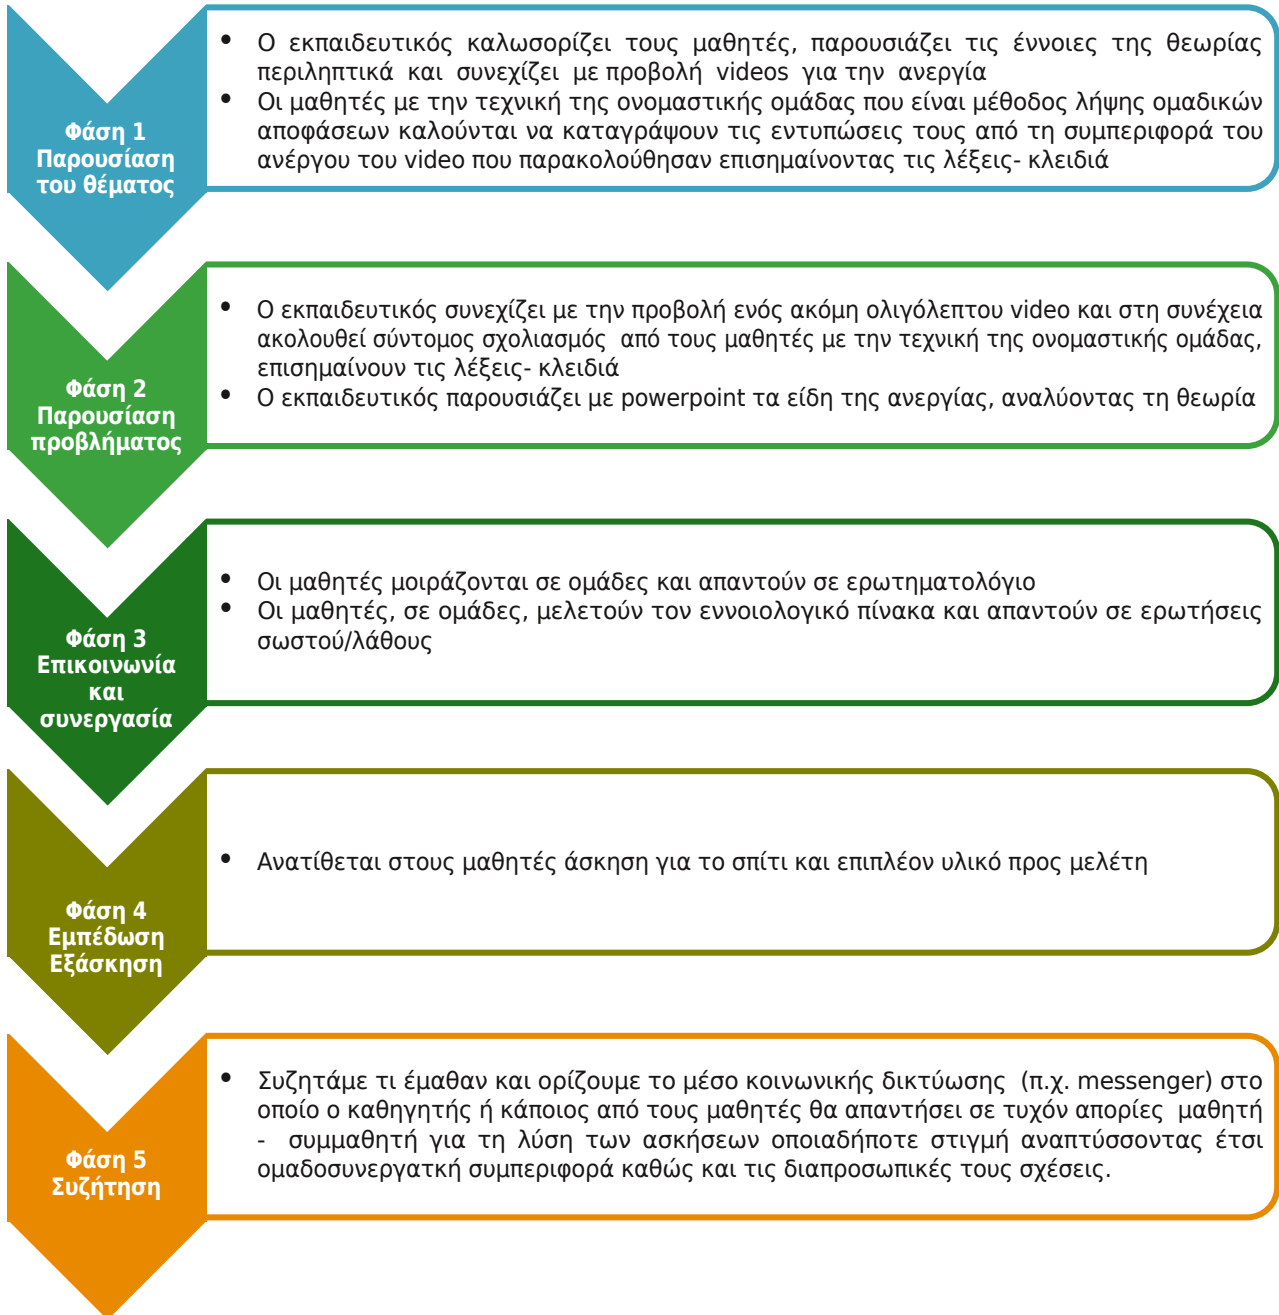 Φάση 1
Παρουσίαση
του θέματος
• Ο εκπαιδευτικός καλωσορίζει τους μαθητές, παρουσιάζει τις έννοιες της θεωρίας
περιληπτικά και συνεχίζει με προβολή videos για την ανεργία
• Οι μαθητές με την τεχνική της ονομαστικής ομάδας που είναι μέθοδος λήψης ομαδικών
αποφάσεων καλούνται να καταγράψουν τις εντυπώσεις τους από τη συμπεριφορά του
ανέργου του video που παρακολούθησαν επισημαίνοντας τις λέξεις- κλειδιά
Φάση 2
Παρουσίαση
προβλήματος
• Ο εκπαιδευτικός συνεχίζει με την προβολή ενός ακόμη ολιγόλεπτου video και στη συνέχεια
ακολουθεί σύντομος σχολιασμός από τους μαθητές με την τεχνική της ονομαστικής ομάδας,
επισημαίνουν τις λέξεις- κλειδιά
• Ο εκπαιδευτικός παρουσιάζει με powerpoint τα είδη της ανεργίας, αναλύοντας τη θεωρία
Φάση 3
Επικοινωνία
και
συνεργασία
• Οι μαθητές μοιράζονται σε ομάδες και απαντούν σε ερωτηματολόγιο
• Οι μαθητές, σε ομάδες, μελετούν τον εννοιολογικό πίνακα και απαντούν σε ερωτήσεις
σωστού/λάθους
Φάση 4
Εμπέδωση
Εξάσκηση
• Ανατίθεται στους μαθητές άσκηση για το σπίτι και επιπλέον υλικό προς μελέτη
Φάση 5
Συζήτηση
• Συζητάμε τι έμαθαν και ορίζουμε το μέσο κοινωνικής δικτύωσης (π.χ. messenger) στο
οποίο ο καθηγητής ή κάποιος από τους μαθητές θα απαντήσει σε τυχόν απορίες μαθητή
- συμμαθητή για τη λύση των ασκήσεων οποιαδήποτε στιγμή αναπτύσσοντας έτσι
ομαδοσυνεργατκή συμπεριφορά καθώς και τις διαπροσωπικές τους σχέσεις.